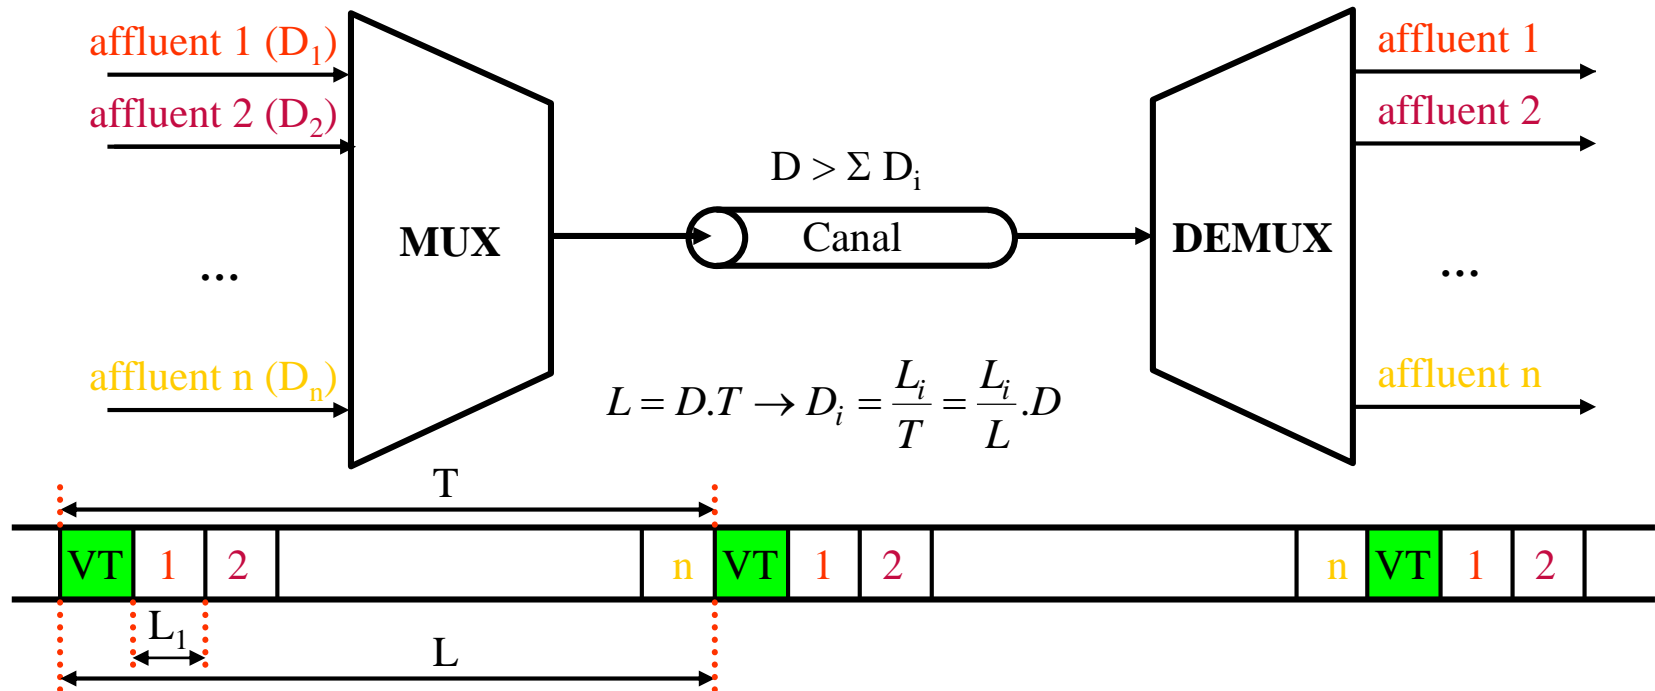 affluent 1 (D₁)
affluent 2 (D₂)
...
affluent n (Dₙ)
MUX
D > Σ Dᵢ
Canal
DEMUX
affluent 1
affluent 2
...
affluent n
L = D.T → Dᵢ = Lᵢ/T = Lᵢ/L .D
T
VT 1 2 n VT 1 2 n VT 1 2
L₁
L